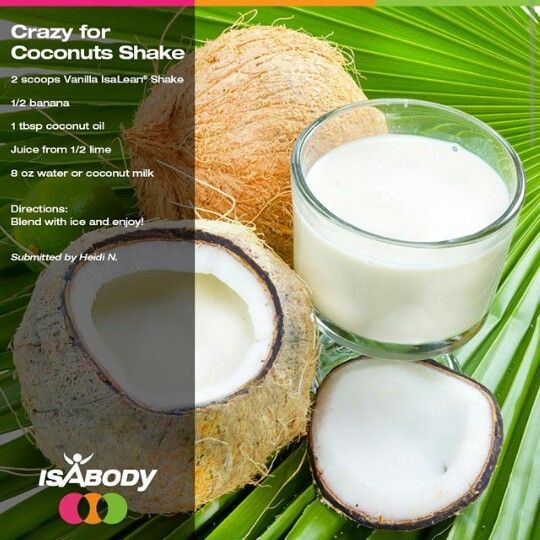 Crazy for
Coconuts Shake
2 scoops Vanilla IsaLean® Shake
1/2 banana
1 tbsp coconut oil
Juice from 1/2 lime
8 oz water or coconut milk
Directions:
Blend with ice and enjoy!
Submitted by Heidi N.
ISABODY